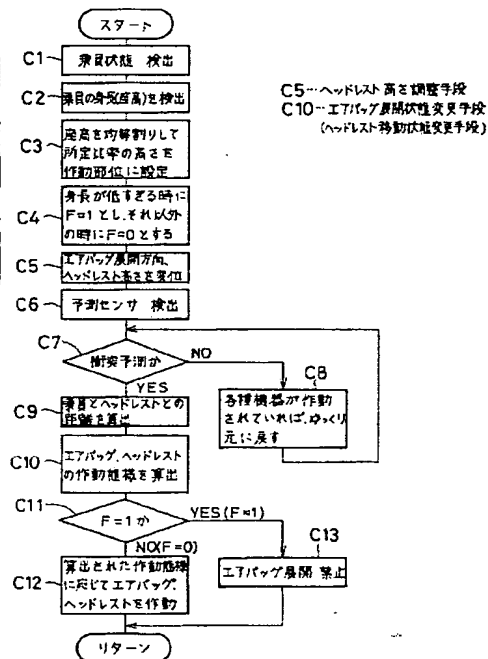 スタート
C1
乗員状態 検出
C2
乗員の身長(座高)を検出
C3
座高を均等割りして
所定比率の高さを
作動部位に設定
C4
身長が低すぎる時に
F=1とし、それ以外
の時にF=0とする
C5
エアバッグ展開方向、
ヘッドレスト高さを変位
C6
予測センサ 検出
C7
衝突予測か
NO
YES
C8
各種機器が作動
されていれば、ゆっくり
元に戻す
C9
乗員とヘッドレストとの
距離を算出
C10
エアバッグ、ヘッドレスト
の作動態様を算出
C11
F=1か
YES(F=1)
NO(F=0)
C12
算出された作動態様
に応じてエアバッグ、
ヘッドレストを作動
C13
エアバッグ展開 禁止
リターン
C5…ヘッドレスト高さ調整手段
C10…エアバッグ展開状態変更手段
(ヘッドレスト移動状態変更手段)